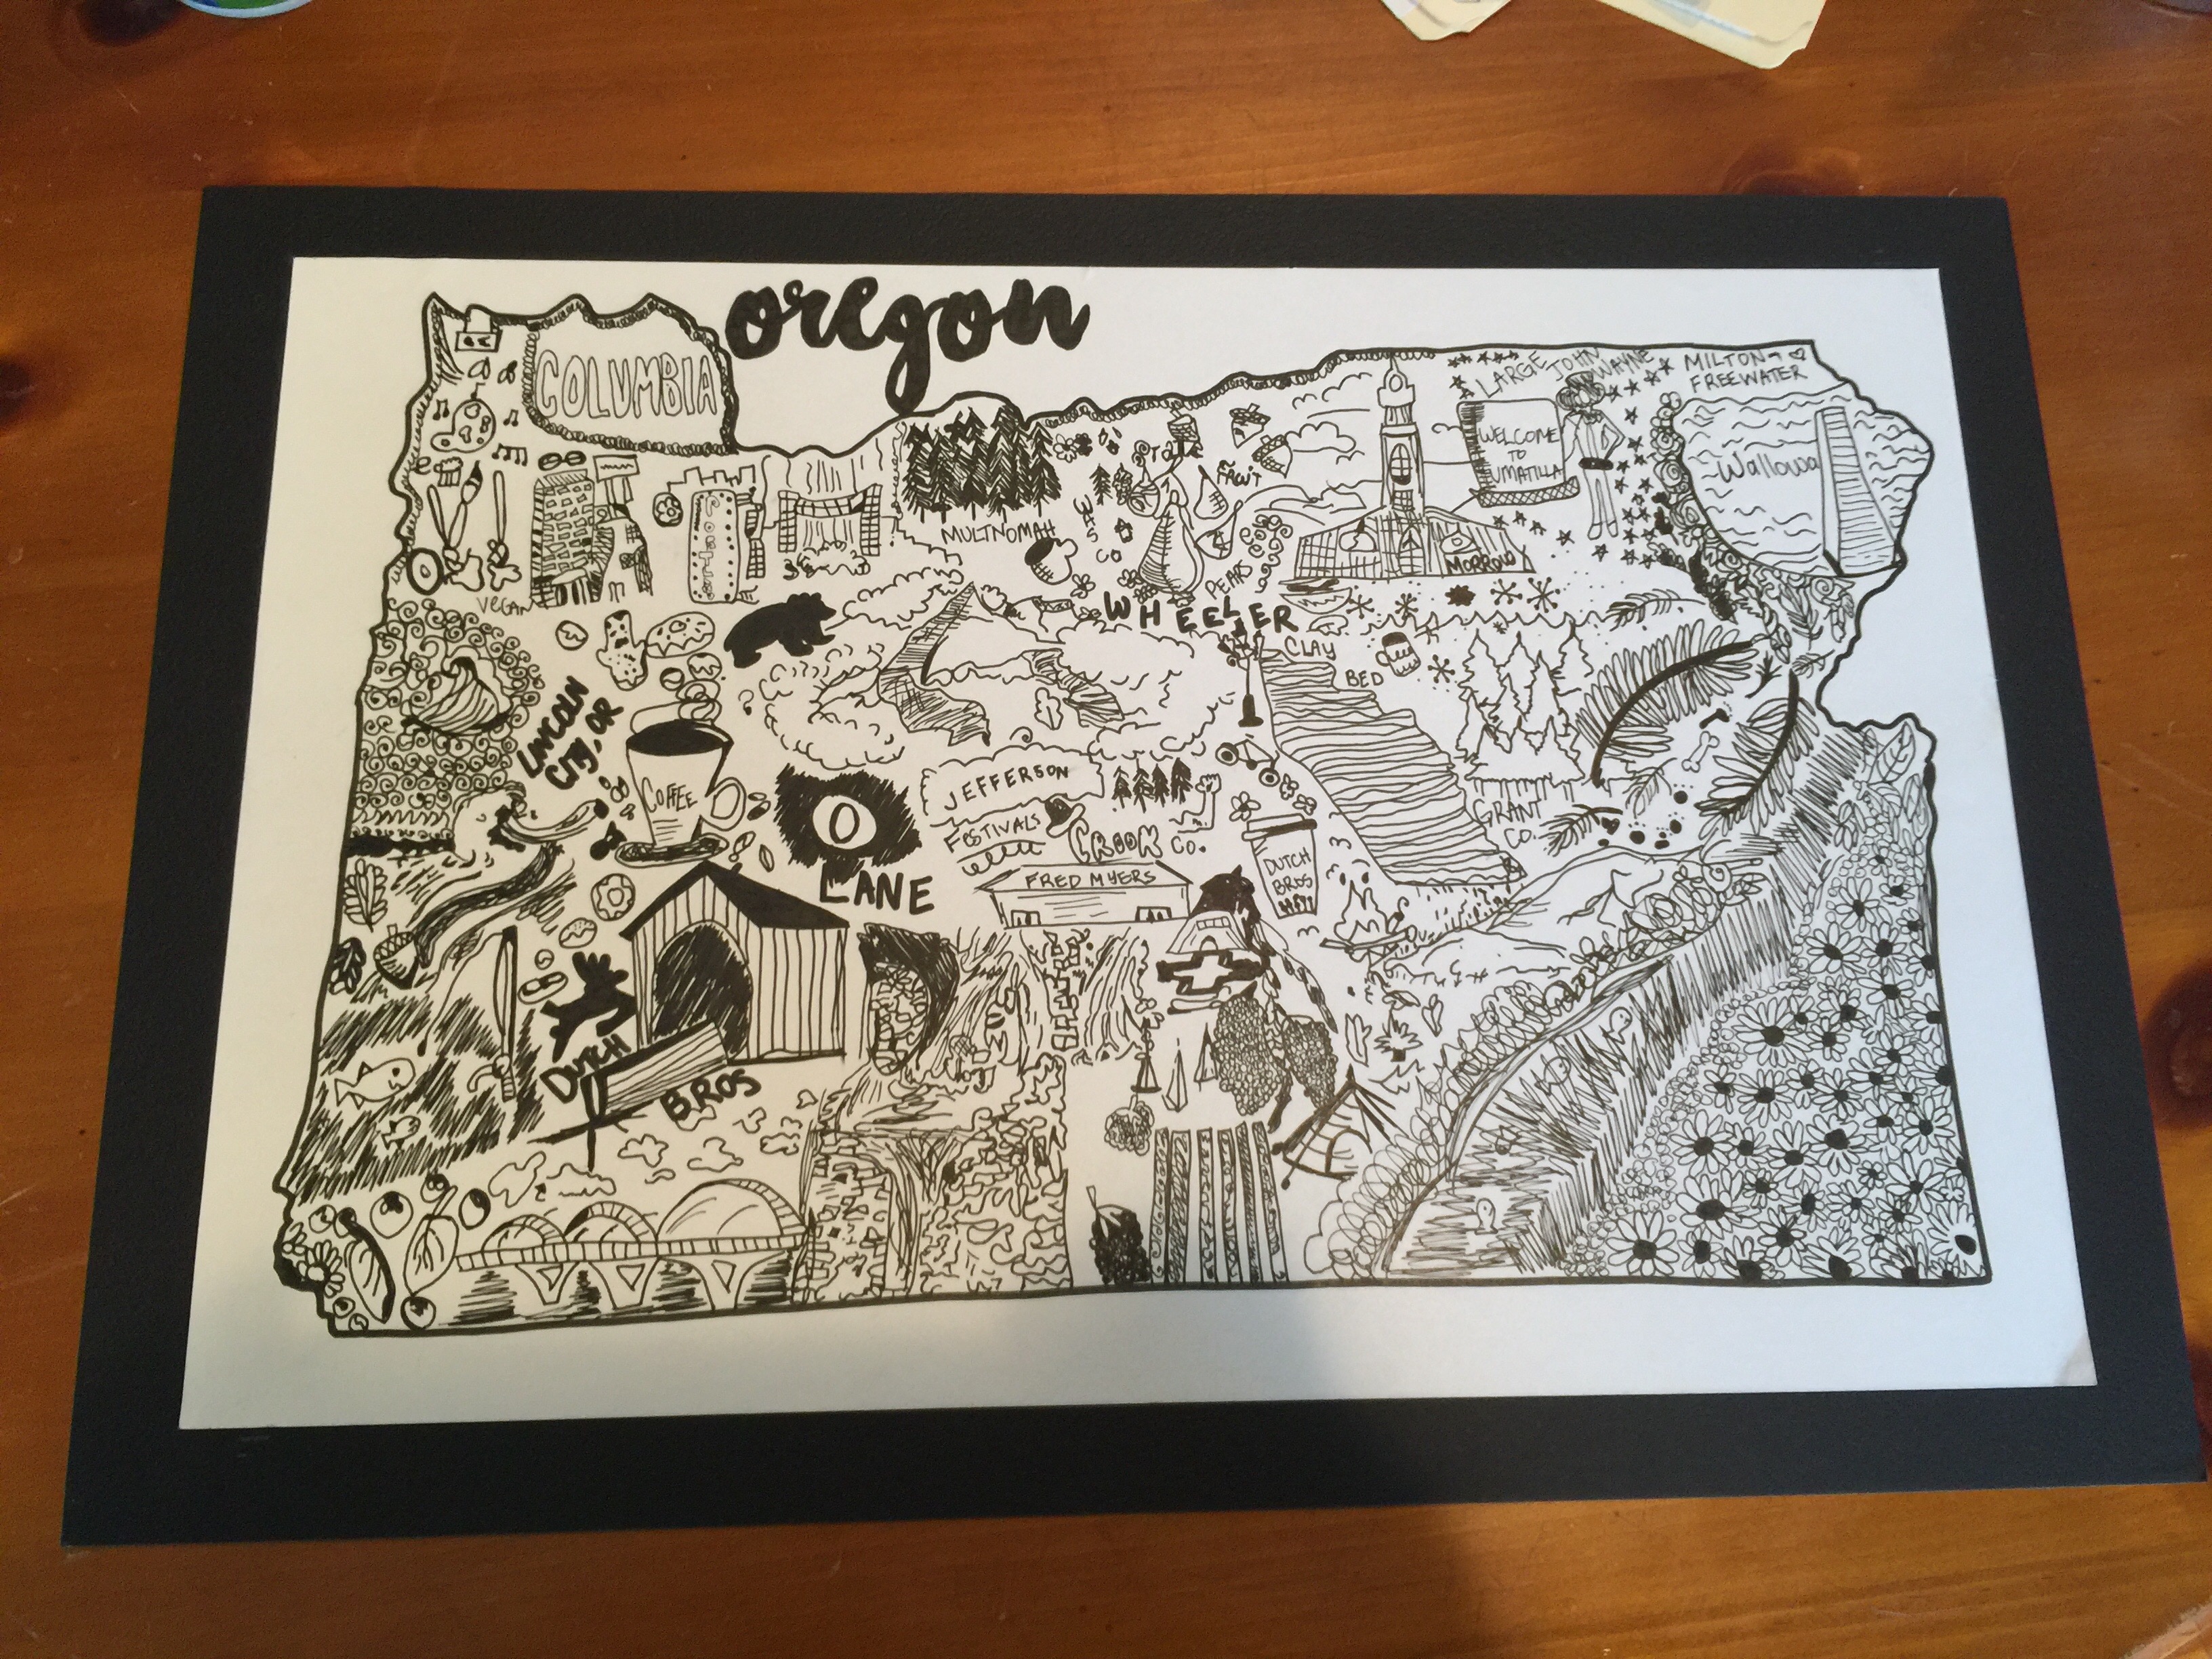 oregon
COLUMBIA
LARGE JOHN WAYNE
MILTON-
FREEWATER
WELCOME
TO
UMATILLA
Wallowa
FRUIT
MULTNOMAH
WASCO
PEARS
MORROW
VEGAN
WHEELER
CLAY
BED
LINCOLN
CITY, OR
COFFEE
JEFFERSON
FESTIVALS
CROOK CO.
GRANT
CO.
O
LANE
FRED MYERS
DUTCH
BROS
DUTCH
BROS